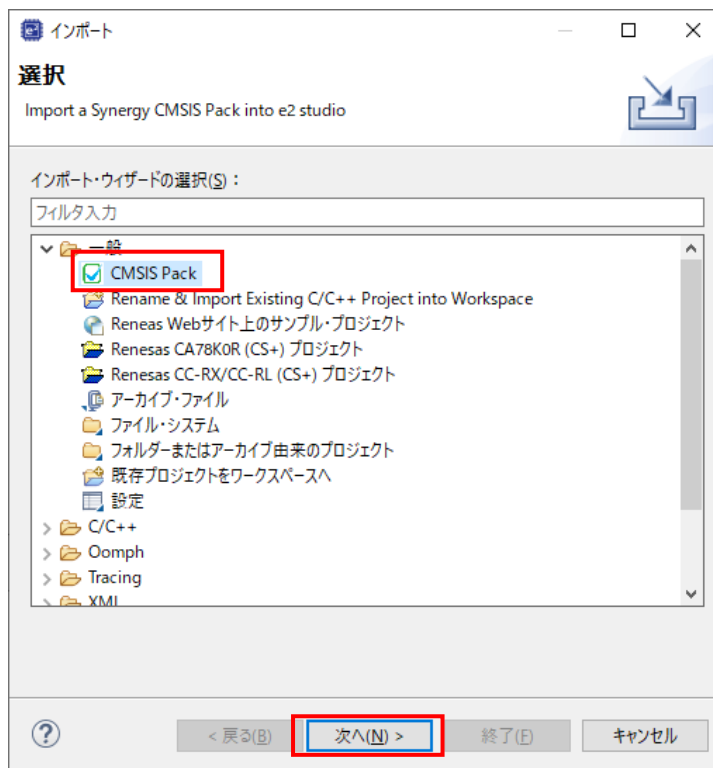 インポート
選択
Import a Synergy CMSIS Pack into e2 studio
インポート・ウィザードの選択(S)：
フィルタ入力
一般
CMSIS Pack
Rename & Import Existing C/C++ Project into Workspace
Reneas Webサイト上のサンプル・プロジェクト
Renesas CA78K0R (CS+) プロジェクト
Renesas CC-RX/CC-RL (CS+) プロジェクト
アーカイブ・ファイル
ファイル・システム
フォルダーまたはアーカイブ由来のプロジェクト
既存プロジェクトをワークスペースへ
設定
C/C++
Oomph
Tracing
XML
< 戻る(B) 次へ(N) > 終了(F) キャンセル